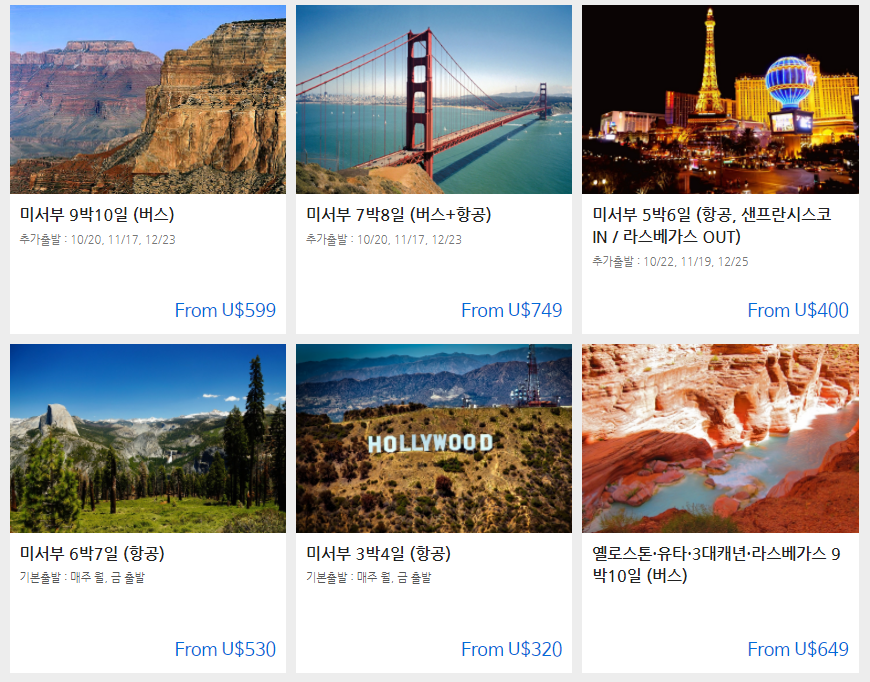 미서부 9박10일 (버스)
추가출발 : 10/20, 11/17, 12/23
From U$599
미서부 7박8일 (버스+항공)
추가출발 : 10/20, 11/17, 12/23
From U$749
미서부 5박6일 (항공, 샌프란시스코
IN / 라스베가스 OUT)
추가출발 : 10/22, 11/19, 12/25
From U$400
미서부 6박7일 (항공)
기본출발 : 매주 월, 금 출발
From U$530
HOLLYWOOD
미서부 3박4일 (항공)
기본출발 : 매주 월, 금 출발
From U$320
옐로스톤·유타·3대캐년·라스베가스 9
박10일 (버스)
From U$649